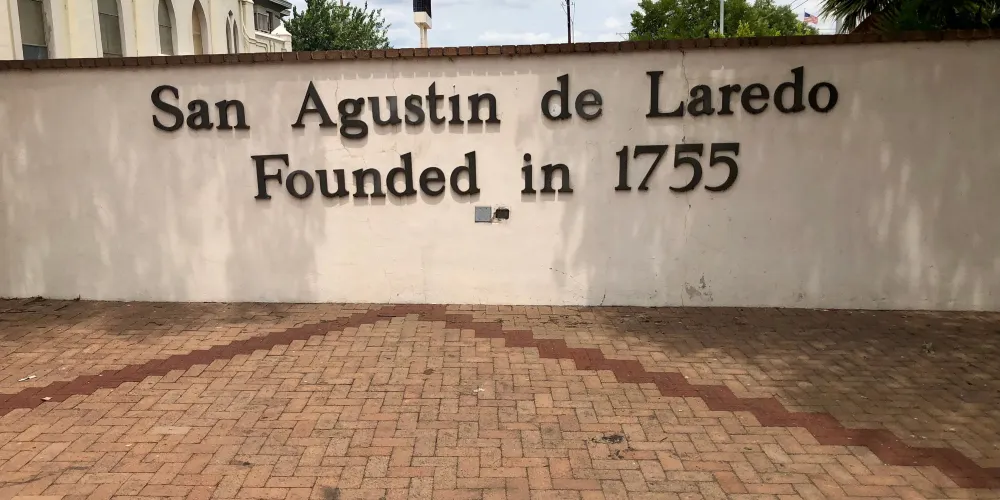 San Agustin de Laredo
Founded in 1755